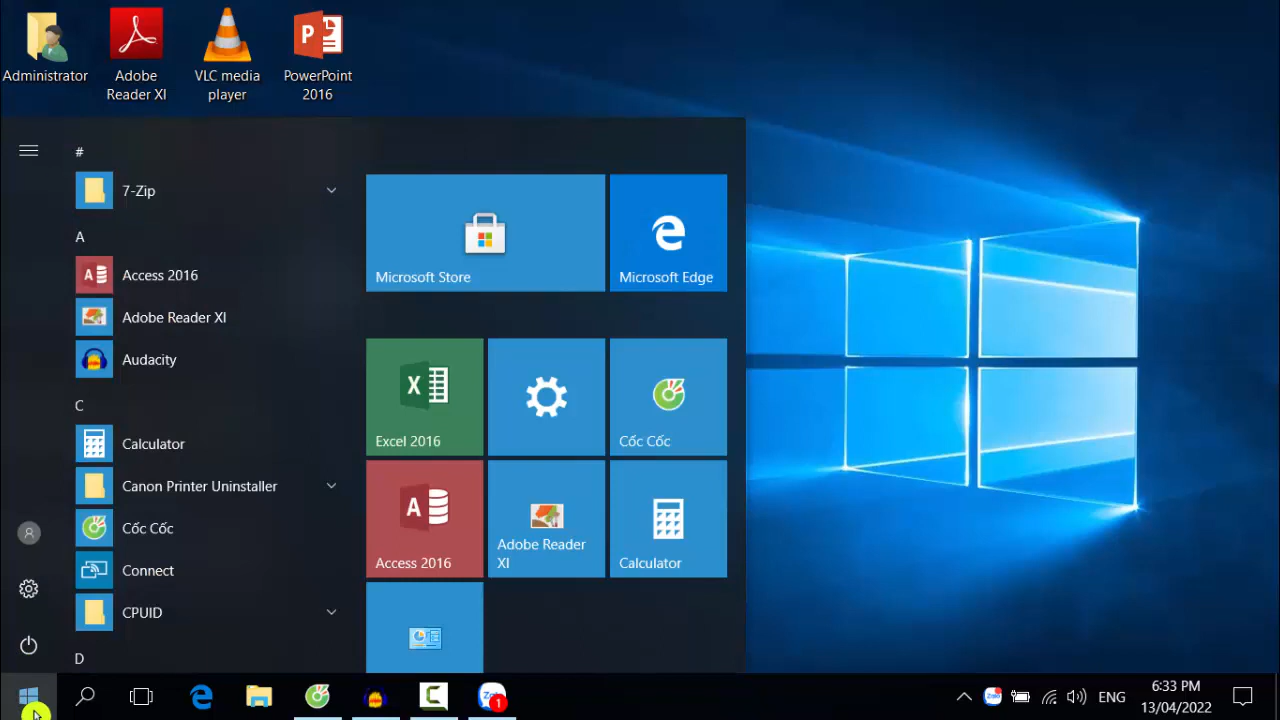 Administrator
Adobe
Reader XI
VLC media
player
PowerPoint
2016
#
7-Zip
A
Access 2016
Adobe Reader XI
Audacity
C
Calculator
Canon Printer Uninstaller
Cốc Cốc
Connect
CPUID
D
Microsoft Store
Microsoft Edge
Excel 2016
Cốc Cốc
Access 2016
Adobe Reader
XI
Calculator
1
ENG
6:33 PM
13/04/2022